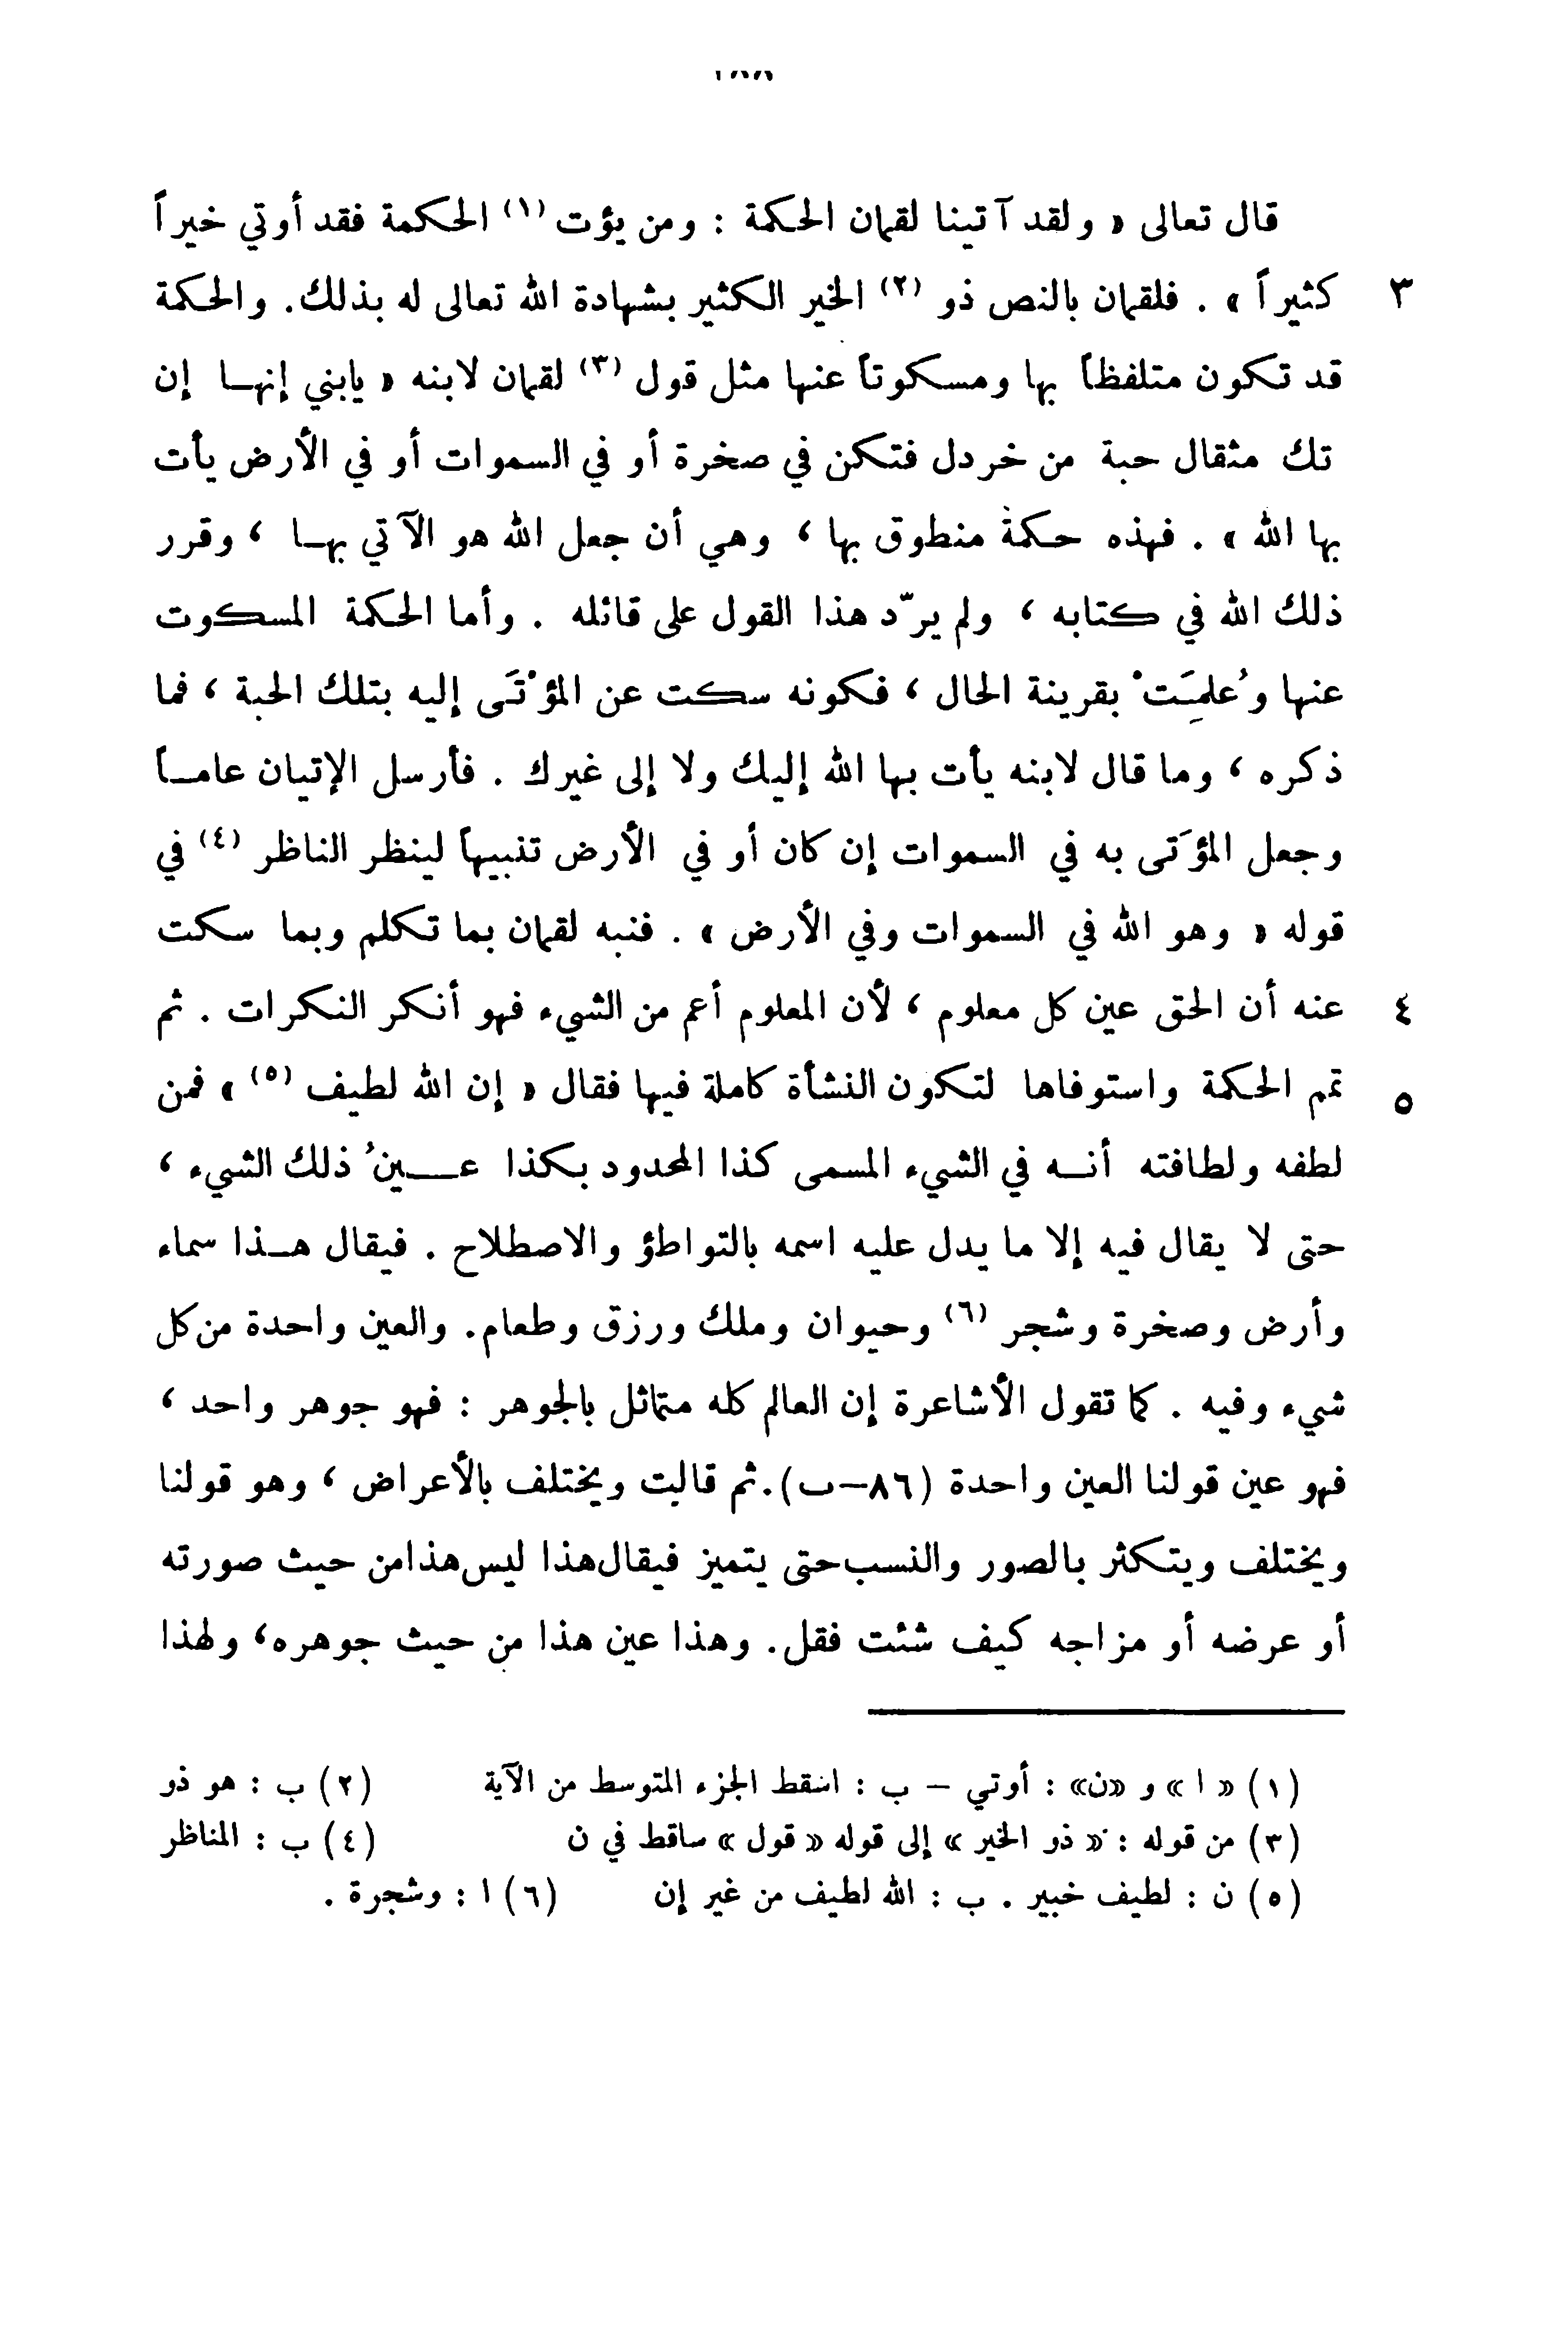 قال تعالى « ولقد آتينا لقمان الحكمة : ومن يؤت (١) الحكمة فقد أوتي خيراً
٣ كثيراً » . فلقمان بالنص ذو (٢) الخير الكثير بشهادة الله تعالى له بذلك. والحكمة
قد تكون متلفظاً بها ومسكوتاً عنها مثل قول (٣) لقمان لابنه « يابني إنها إن
تك مثقال حبة من خردل فتكن في صخرة أو في السموات أو في الأرض يأت
بها الله » . فهذه حكمة منطوق بها ، وهي أن جعل الله هو الآتي بها ، وقرر
ذلك الله في كتابه ، ولم يردّ هذا القول على قائله . وأما الحكمة المسكوت
عنها وعُلِمَتْ بقرينة الحال ، فكونه سكت عن المؤْتَى إليه بتلك الحبة ، فما
ذكره ، وما قال لابنه يأت بها الله إليك ولا إلى غيرك . فأرسل الإتيان عاماً
وجعل المؤتَى به في السموات إن كان أو في الأرض تنبيهاً لينظر الناظر (٤) في
قوله « وهو الله في السموات وفي الأرض » . فنبه لقمان بما تكلم وبما سكت
٤ عنه أن الحق عين كل معلوم ، لأن المعلوم أعم من الشيء فهو أنكر النكرات . ثم
٥ تمم الحكمة واستوفاها لتكون النشأة كاملة فيها فقال « إن الله لطيف (٥) » فمن
لطفه ولطافته أنه في الشيء المسمى كذا المحدود بكذا عينُ ذلك الشيء ،
حتى لا يقال فيه إلا ما يدل عليه اسمه بالتواطؤ والاصطلاح . فيقال هذا سماء
وأرض وصخرة وشجر (٦) وحيوان وملك ورزق وطعام. والعين واحدة من كل
شيء وفيه . كما تقول الأشاعرة إن العالم كله متماثل بالجوهر : فهو جوهر واحد ،
فهو عين قولنا العين واحدة (٨٦–ب). ثم قالت ويختلف بالأعراض ، وهو قولنا
ويختلف ويتكثر بالصور والنسب حتى يتميز فيقال هذا ليس هذا من حيث صورته
أو عرضه أو مزاجه كيف شئت فقل. وهذا عين هذا من حيث جوهره، ولهذا
(١) « ا » و «ن» : أوتي – ب : اسقط الجزء المتوسط من الآية (٢) ب : هو ذو
(٣) من قوله : « ذو الخير » إلى قوله « قول » ساقط في ن (٤) ب : المناظر
(٥) ن : لطيف خبير . ب : الله لطيف من غير إن (٦) ا : وشجرة .